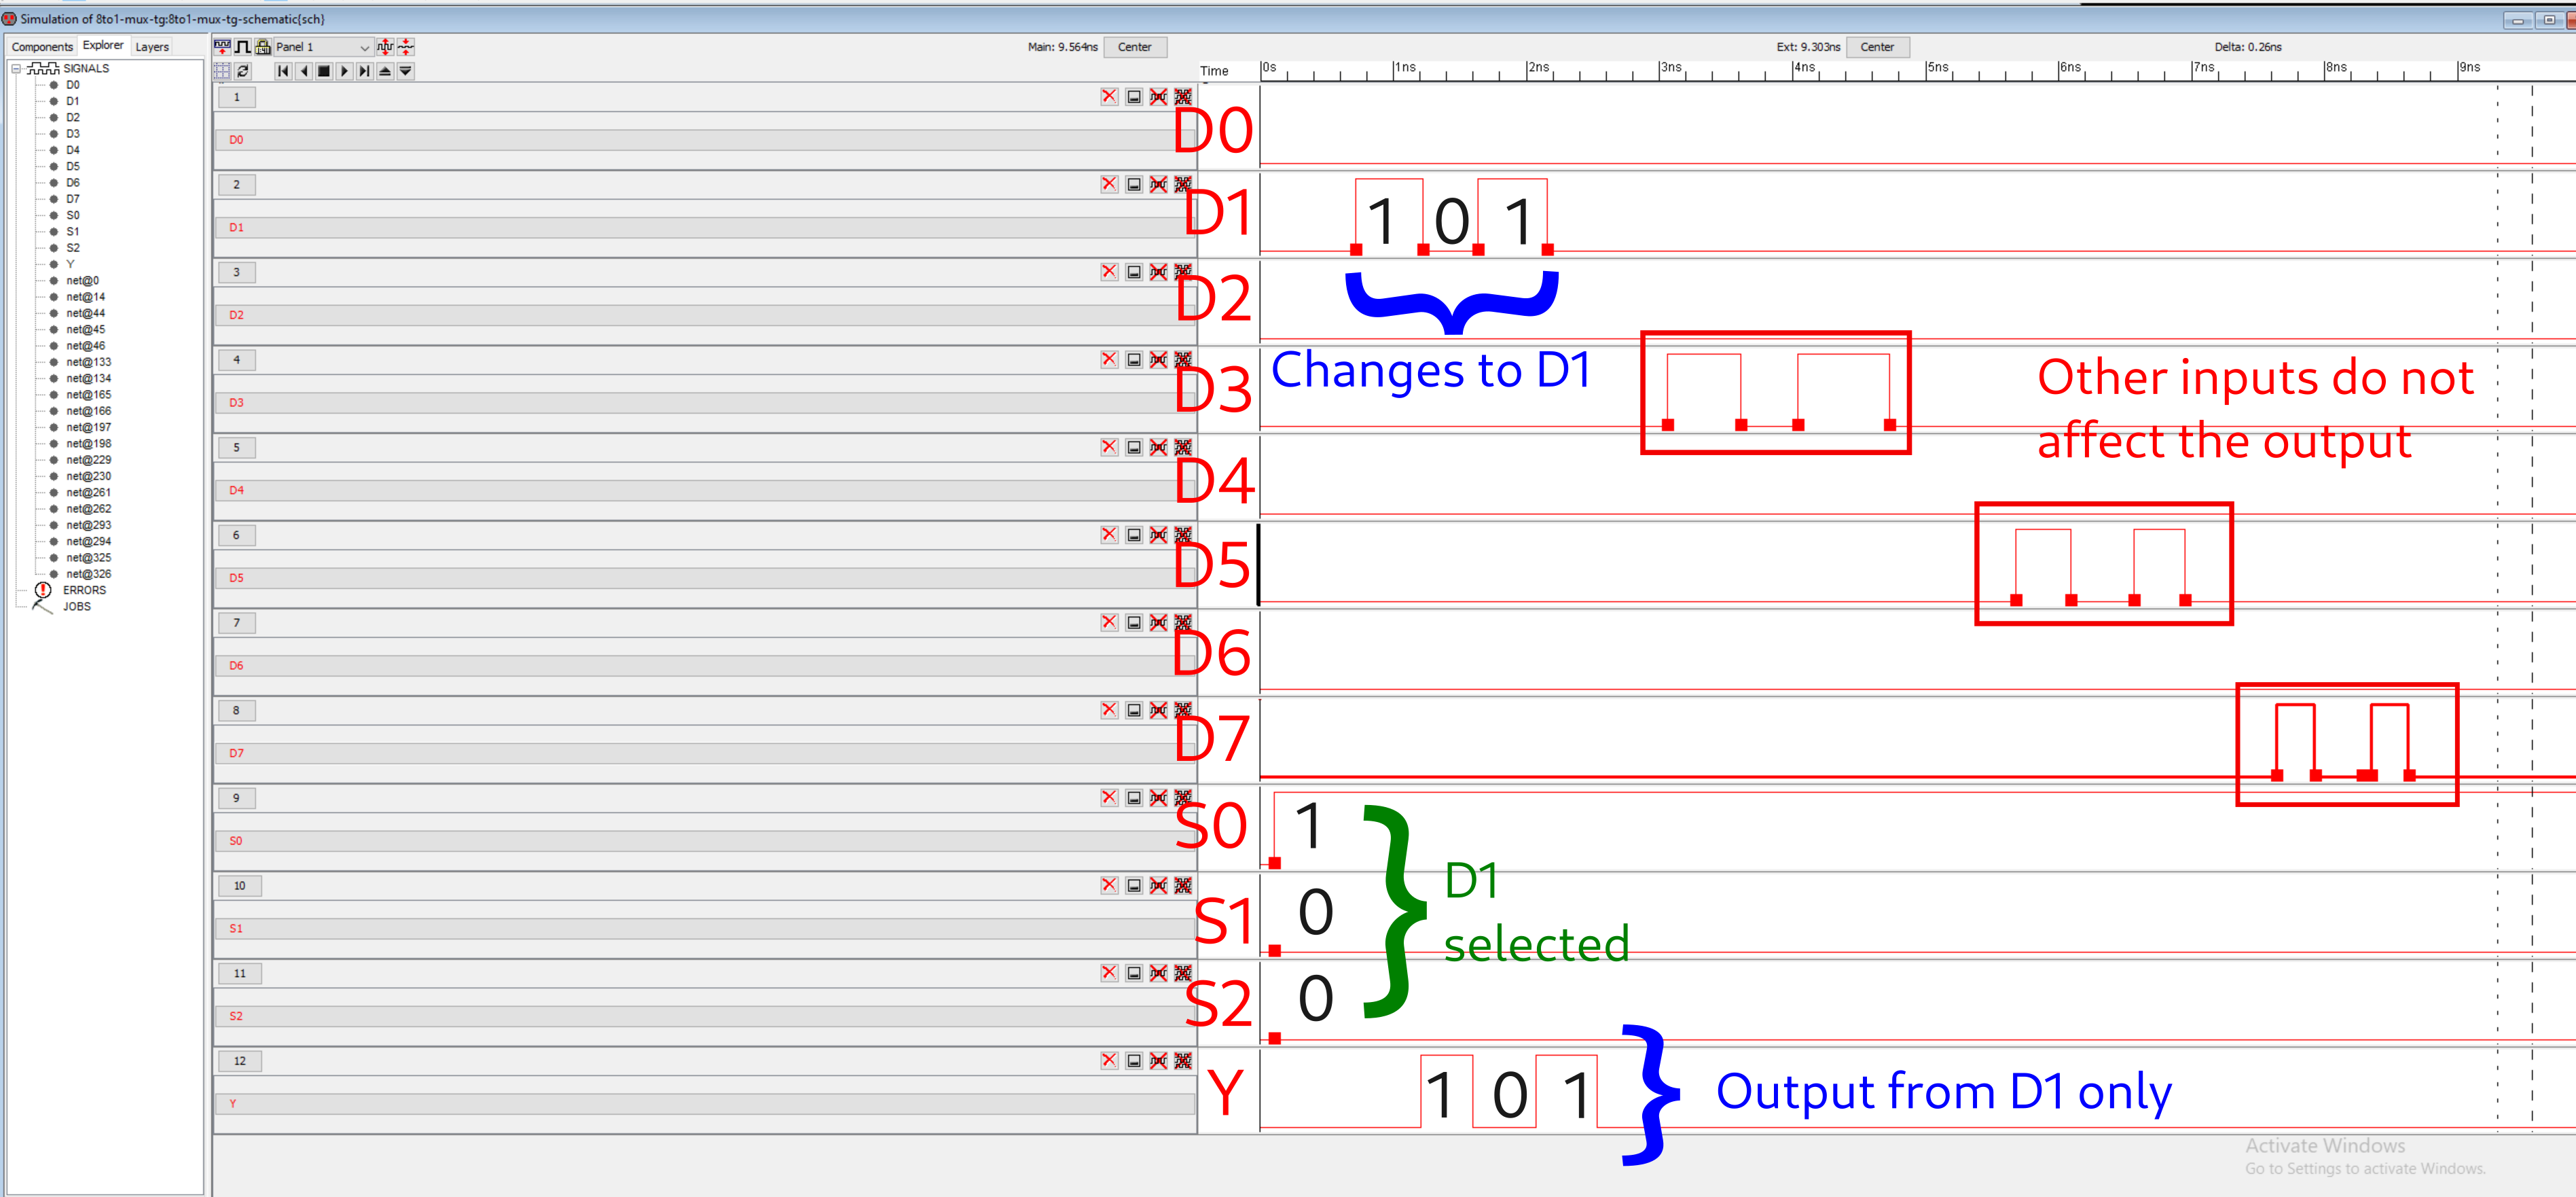 Simulation of 8to1-mux-tg:8to1-mux-tg-schematic{sch}
Components Explorer Layers
SIGNALS
D0
D1
D2
D3
D4
D5
D6
D7
S0
S1
S2
Y
net@0
net@14
net@44
net@45
net@46
net@133
net@134
net@165
net@166
net@197
net@198
net@229
net@230
net@261
net@262
net@293
net@294
net@325
net@326
ERRORS
JOBS
Panel 1
Main: 9.564ns Center Ext: 9.303ns Center Delta: 0.26ns
Time 0s 1ns 2ns 3ns 4ns 5ns 6ns 7ns 8ns 9ns
1
D0 D0
2
D1 D1 1 0 1
3
D2 D2
Changes to D1
4
D3 D3
Other inputs do not
affect the output
5
D4 D4
6
D5 D5
7
D6 D6
8
D7 D7
9
S0 S0 1
10
S1 S1 0
D1
selected
11
S2 S2 0
12
Y Y 1 0 1
Output from D1 only
Activate Windows
Go to Settings to activate Windows.